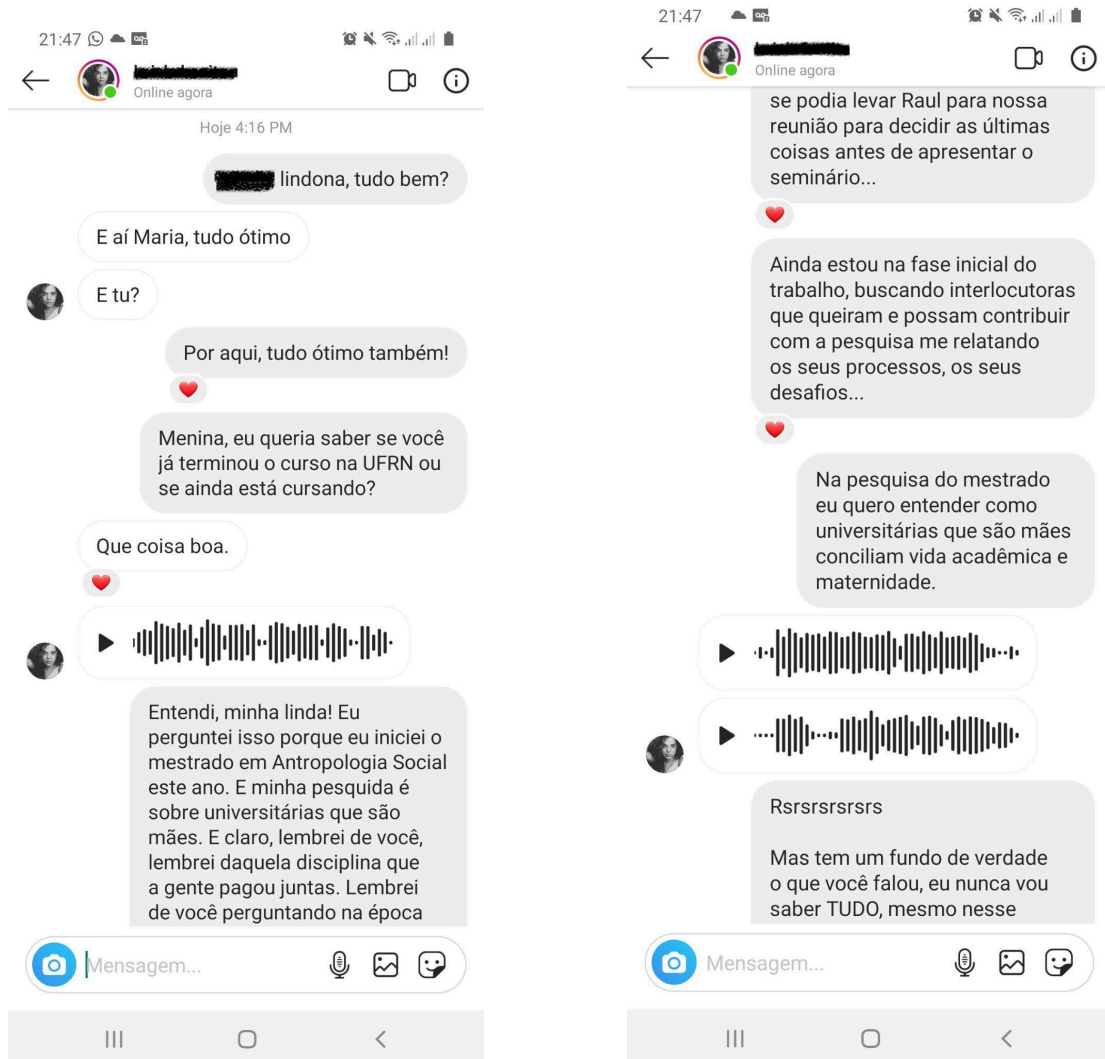 21:47
Online agora
Hoje 4:16 PM
lindona, tudo bem?
E aí Maria, tudo ótimo
E tu?
Por aqui, tudo ótimo também!
Menina, eu queria saber se você
já terminou o curso na UFRN ou
se ainda está cursando?
Que coisa boa.
Entendi, minha linda! Eu
perguntei isso porque eu iniciei o
mestrado em Antropologia Social
este ano. E minha pesquida é
sobre universitárias que são
mães. E claro, lembrei de você,
lembrei daquela disciplina que
a gente pagou juntas. Lembrei
de você perguntando na época
Mensagem...
21:47
Online agora
se podia levar Raul para nossa
reunião para decidir as últimas
coisas antes de apresentar o
seminário...
Ainda estou na fase inicial do
trabalho, buscando interlocutoras
que queiram e possam contribuir
com a pesquisa me relatando
os seus processos, os seus
desafios...
Na pesquisa do mestrado
eu quero entender como
universitárias que são mães
conciliam vida acadêmica e
maternidade.
Rsrsrsrsrsrs
Mas tem um fundo de verdade
o que você falou, eu nunca vou
saber TUDO, mesmo nesse
Mensagem...